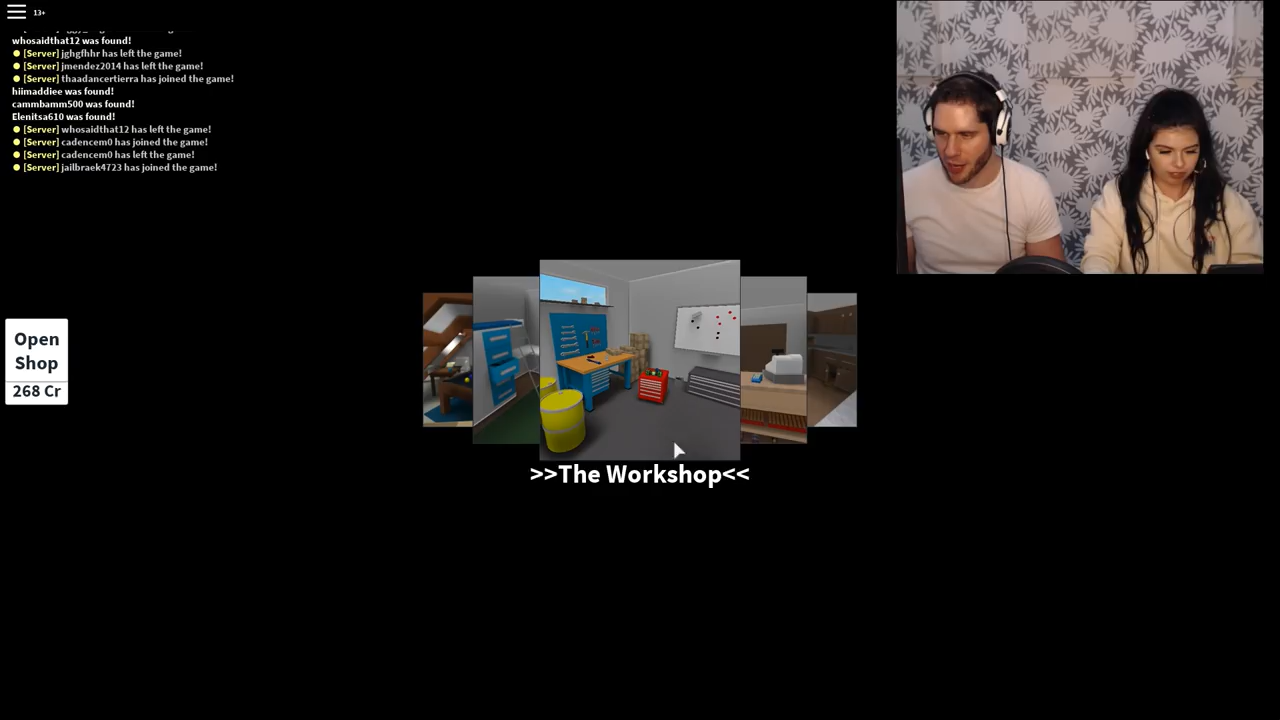 13+
whosaidthat12 was found!
[Server] jghgfhhr has left the game!
[Server] jmendez2014 has left the game!
[Server] thaadancertierra has joined the game!
hiimaddiee was found!
cammbamm500 was found!
Elenitsa610 was found!
[Server] whosaidthat12 has left the game!
[Server] cadencem0 has joined the game!
[Server] cadencem0 has left the game!
[Server] jailbraek4723 has joined the game!
Open
Shop
268 Cr
>>The Workshop<<